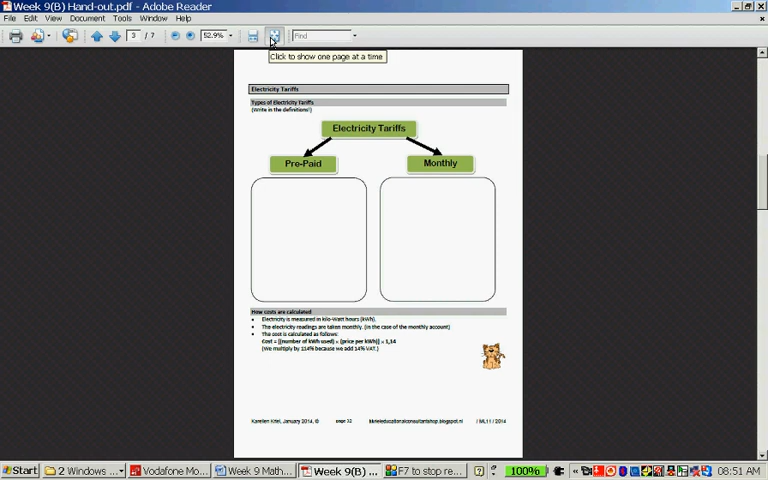 Week 9(B) Hand-out.pdf - Adobe Reader
File Edit View Document Tools Window Help
3 / 7 52.9% Find
Click to show one page at a time
Electricity Tariffs
Types of Electricity Tariffs
(Write in the definitions!)
Electricity Tariffs
Pre-Paid Monthly
How costs are calculated
• Electricity is measured in kilo-Watt hours (kWh).
• The electricity readings are taken monthly. (in the case of the monthly account)
• The cost is calculated as follows:
Cost = [(number of kWh used) × (price per kWh)] × 1,14
(We multiply by 114% because we add 14% VAT.)
Karelien Kriel, January 2014, ©
/ ML11 / 2014
Start 2 Windows ... Vodafone Mo... Week 9 Math... Week 9(B) ... F7 to stop re... 100% 08:51 AM